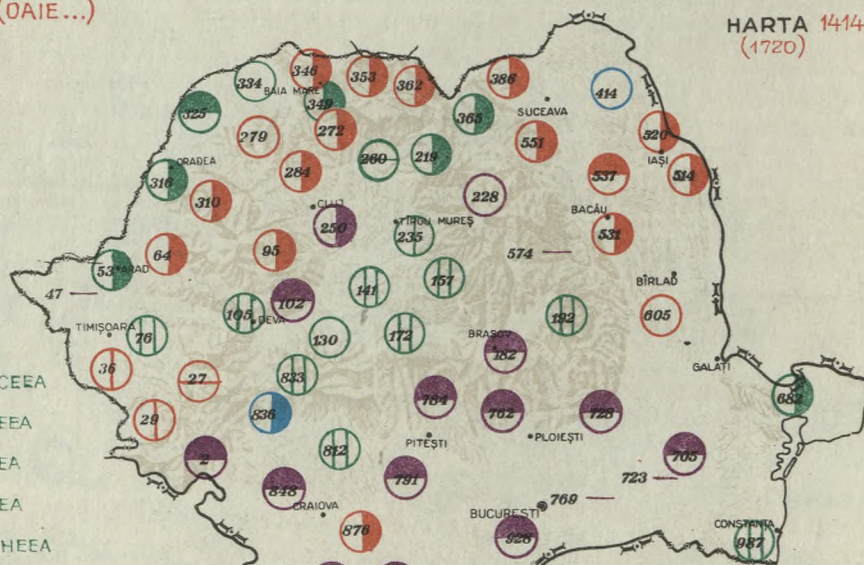 (OAIE...)
HARTA 1414
(1720)
346
334
353
362
386
BAIA MARE
349
414
325
365
SUCEAVA
279
272
551
520
260
219
IAȘI
ORADEA
284
537
514
316
310
228
CLUJ
BACĂU
250
TÎRGU MUREȘ
235
531
64
95
574
53
ARAD
157
BÎRLAD
47
141
102
105
DEVA
192
605
TIMIȘOARA
76
130
172
BRAȘOV
182
GALAȚI
36
27
833
CEEA
682
784
836
762
728
29
EEA
PITEȘTI
PLOIEȘTI
812
2
EA
705
791
723
848
769
CRAIOVA
EA
BUCUREȘTI
CONSTANȚA
876
928
987
HEEA